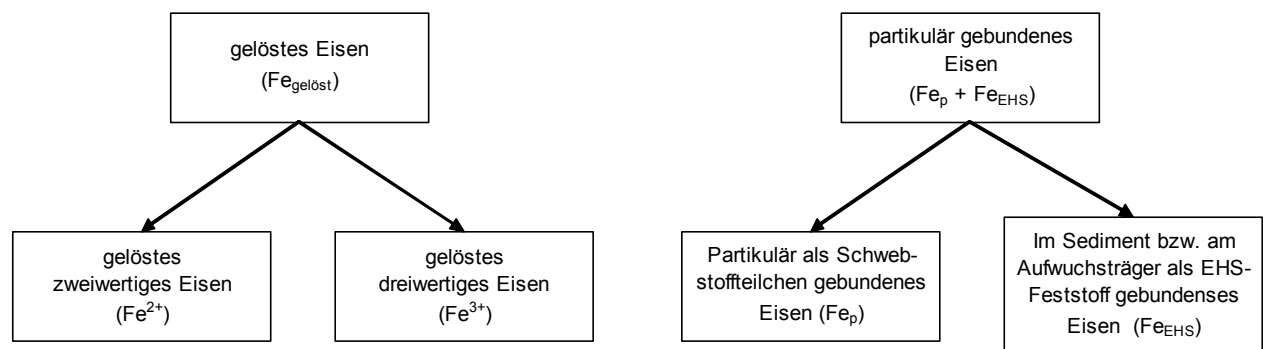 gelöstes Eisen
(Fegelöst)
partikulär gebundenes
Eisen
(Fep + FeEHS)
gelöstes
zweiwertiges Eisen
(Fe2+)
gelöstes
dreiwertiges Eisen
(Fe3+)
Partikulär als Schweb-
stoffteilchen gebundenes
Eisen (Fep)
Im Sediment bzw. am
Aufwuchsträger als EHS-
Feststoff gebundenses
Eisen (FeEHS)